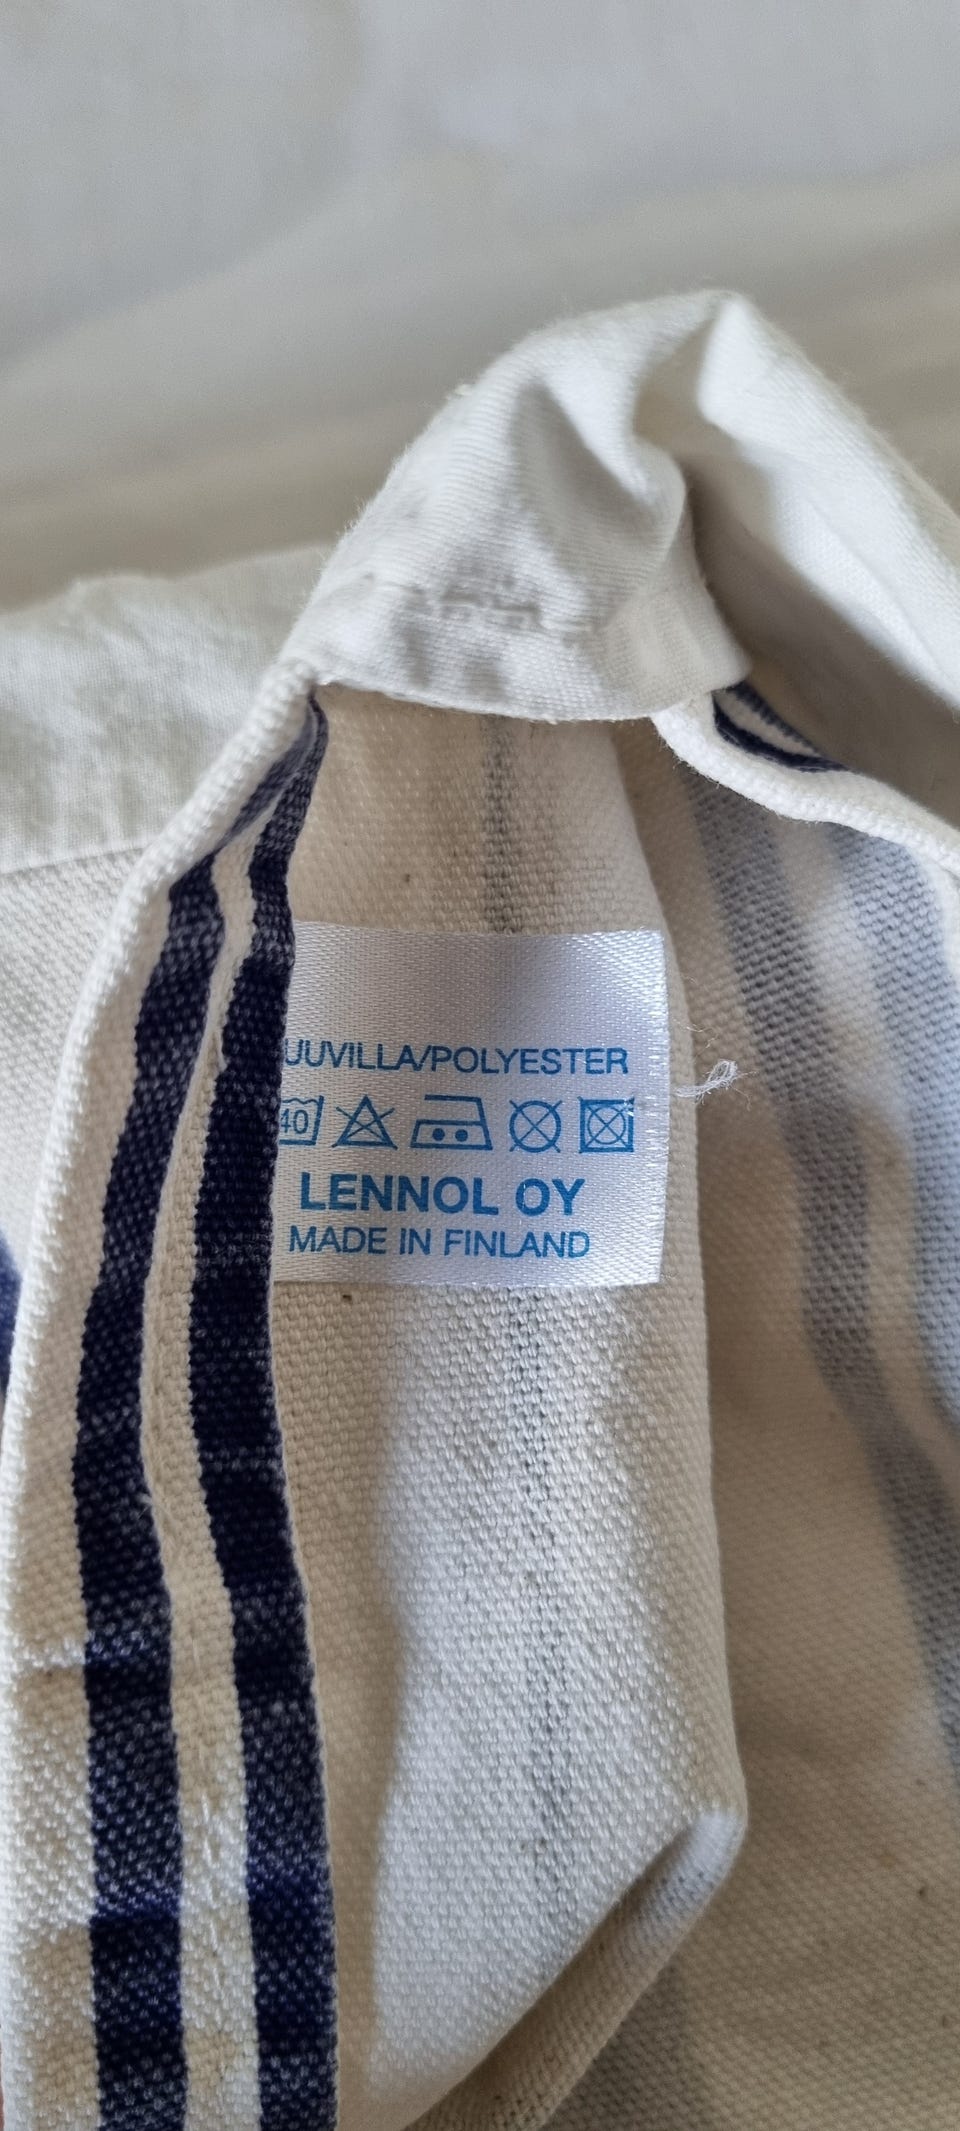 UUVILLA/POLYESTER
40
LENNOL OY
MADE IN FINLAND